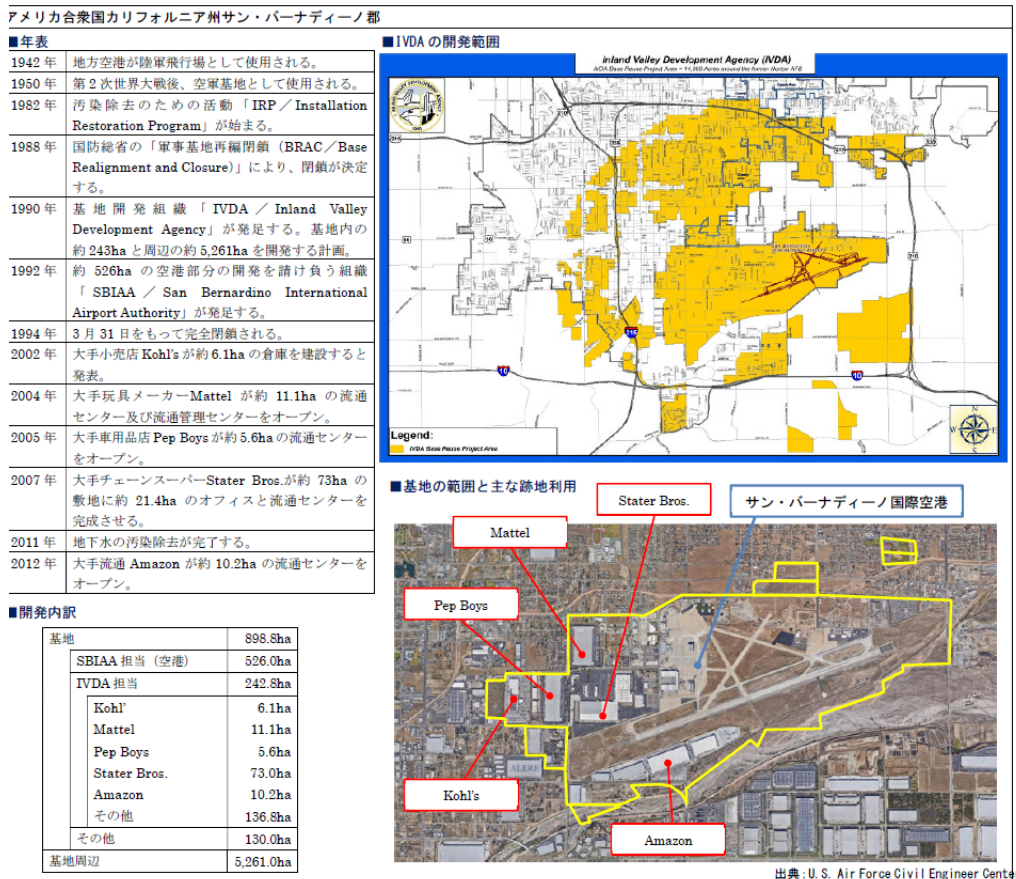 アメリカ合衆国カリフォルニア州サン・バーナディーノ郡
■年表
1942 年 地方空港が陸軍飛行場として使用される。
1950 年 第 2 次世界大戦後、空軍基地として使用される。
1982 年 汚染除去のための活動「IRP／Installation
Restoration Program」が始まる。
1988 年 国防総省の「軍事基地再編閉鎖（BRAC／Base
Realignment and Closure)」により、閉鎖が決定
する。
1990 年 基地開発組織「IVDA ／ Inland Valley
Development Agency」が発足する。基地内の
約 243ha と周辺の約 5,261ha を開発する計画。
1992 年 約 526ha の空港部分の開発を請け負う組織
「SBIAA ／ San Bernardino International
Airport Authority」が発足する。
1994 年 3 月 31 日をもって完全閉鎖される。
2002 年 大手小売店 Kohl's が約 6.1ha の倉庫を建設すると
発表。
2004 年 大手玩具メーカーMattel が約 11.1ha の流通
センター及び流通管理センターをオープン。
2005 年 大手車用品店 Pep Boys が約 5.6ha の流通センター
をオープン。
2007 年 大手チェーンスーパーStater Bros.が約 73ha の
敷地に約 21.4ha のオフィスと流通センターを
完成させる。
2011 年 地下水の汚染除去が完了する。
2012 年 大手流通 Amazon が約 10.2ha の流通センターを
オープン。
■開発内訳
基地 898.8ha
SBIAA 担当（空港） 526.0ha
IVDA 担当 242.8ha
Kohl' 6.1ha
Mattel 11.1ha
Pep Boys 5.6ha
Stater Bros. 73.0ha
Amazon 10.2ha
その他 136.8ha
その他 130.0ha
基地周辺 5,261.0ha
■IVDA の開発範囲
Inland Valley Development Agency (IVDA)
215
10
10
Legend:
IVDA Base Reuse Project Area
N
W E
S
■基地の範囲と主な跡地利用
Stater Bros.
サン・バーナディーノ国際空港
Mattel
Pep Boys
ALERE
Kohl's
Amazon
出典：U.S. Air Force Civil Engineer Cente